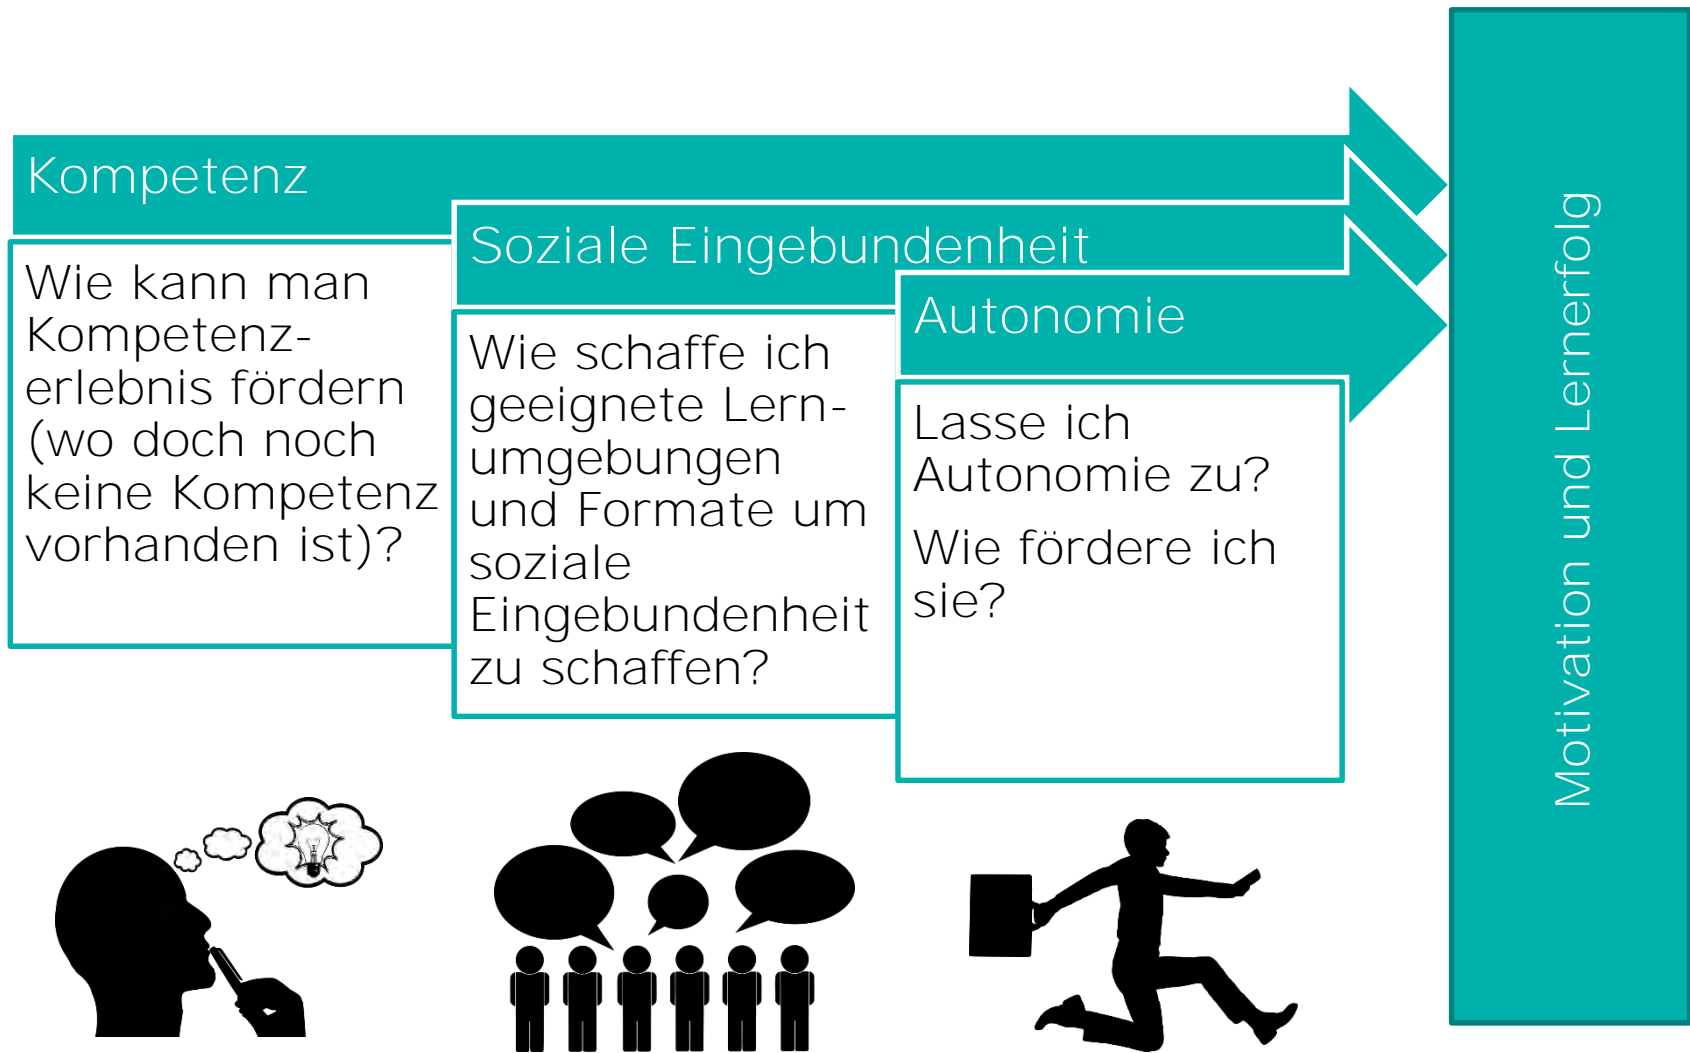 Kompetenz
Wie kann man
Kompetenz-
erlebnis fördern
(wo doch noch
keine Kompetenz
vorhanden ist)?
Soziale Eingebundenheit
Wie schaffe ich
geeignete Lern-
umgebungen
und Formate um
soziale
Eingebundenheit
zu schaffen?
Autonomie
Lasse ich
Autonomie zu?
Wie fördere ich
sie?
Motivation und Lernerfolg